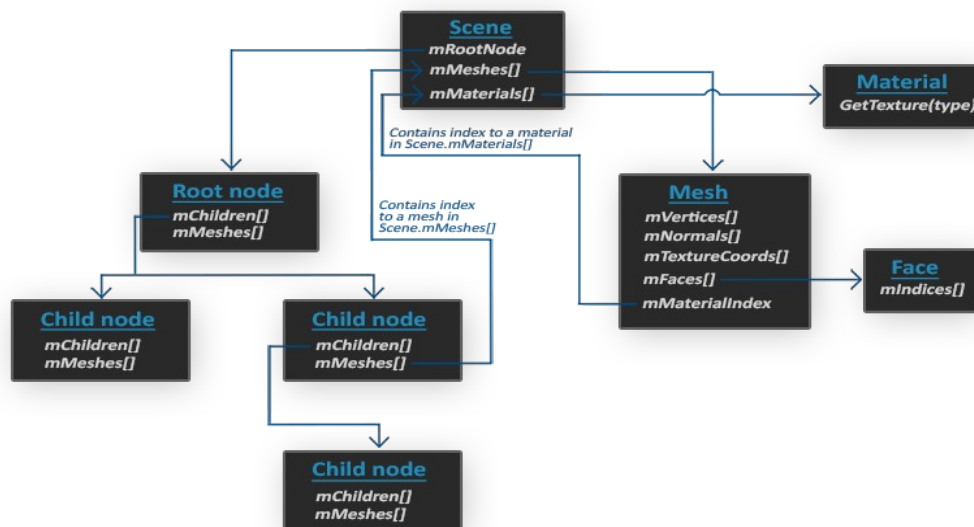 Scene
mRootNode
mMeshes[]
mMaterials[]
Material
GetTexture(type)
Contains index to a material
in Scene.mMaterials[]
Root node
mChildren[]
mMeshes[]
Contains index
to a mesh in
Scene.mMeshes[]
Mesh
mVertices[]
mNormals[]
mTextureCoords[]
mFaces[]
mMaterialIndex
Face
mIndices[]
Child node
mChildren[]
mMeshes[]
Child node
mChildren[]
mMeshes[]
Child node
mChildren[]
mMeshes[]